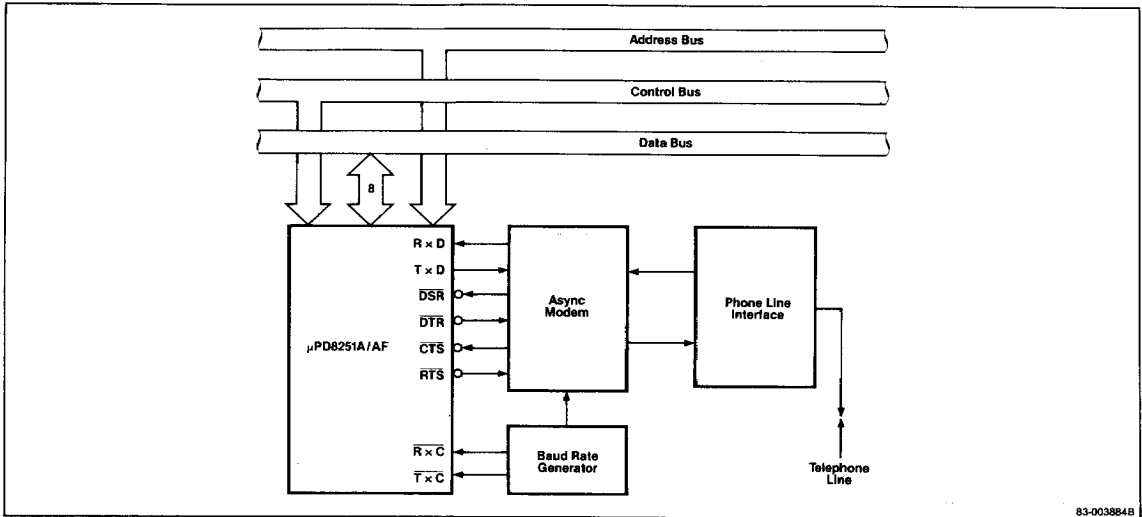 Address Bus
Control Bus
Data Bus
8
μPD8251A/AF
R × D
T × D
DSR
DTR
CTS
RTS
R × C
T × C
Async
Modem
Baud Rate
Generator
Phone Line
Interface
Telephone
Line
83-003884B